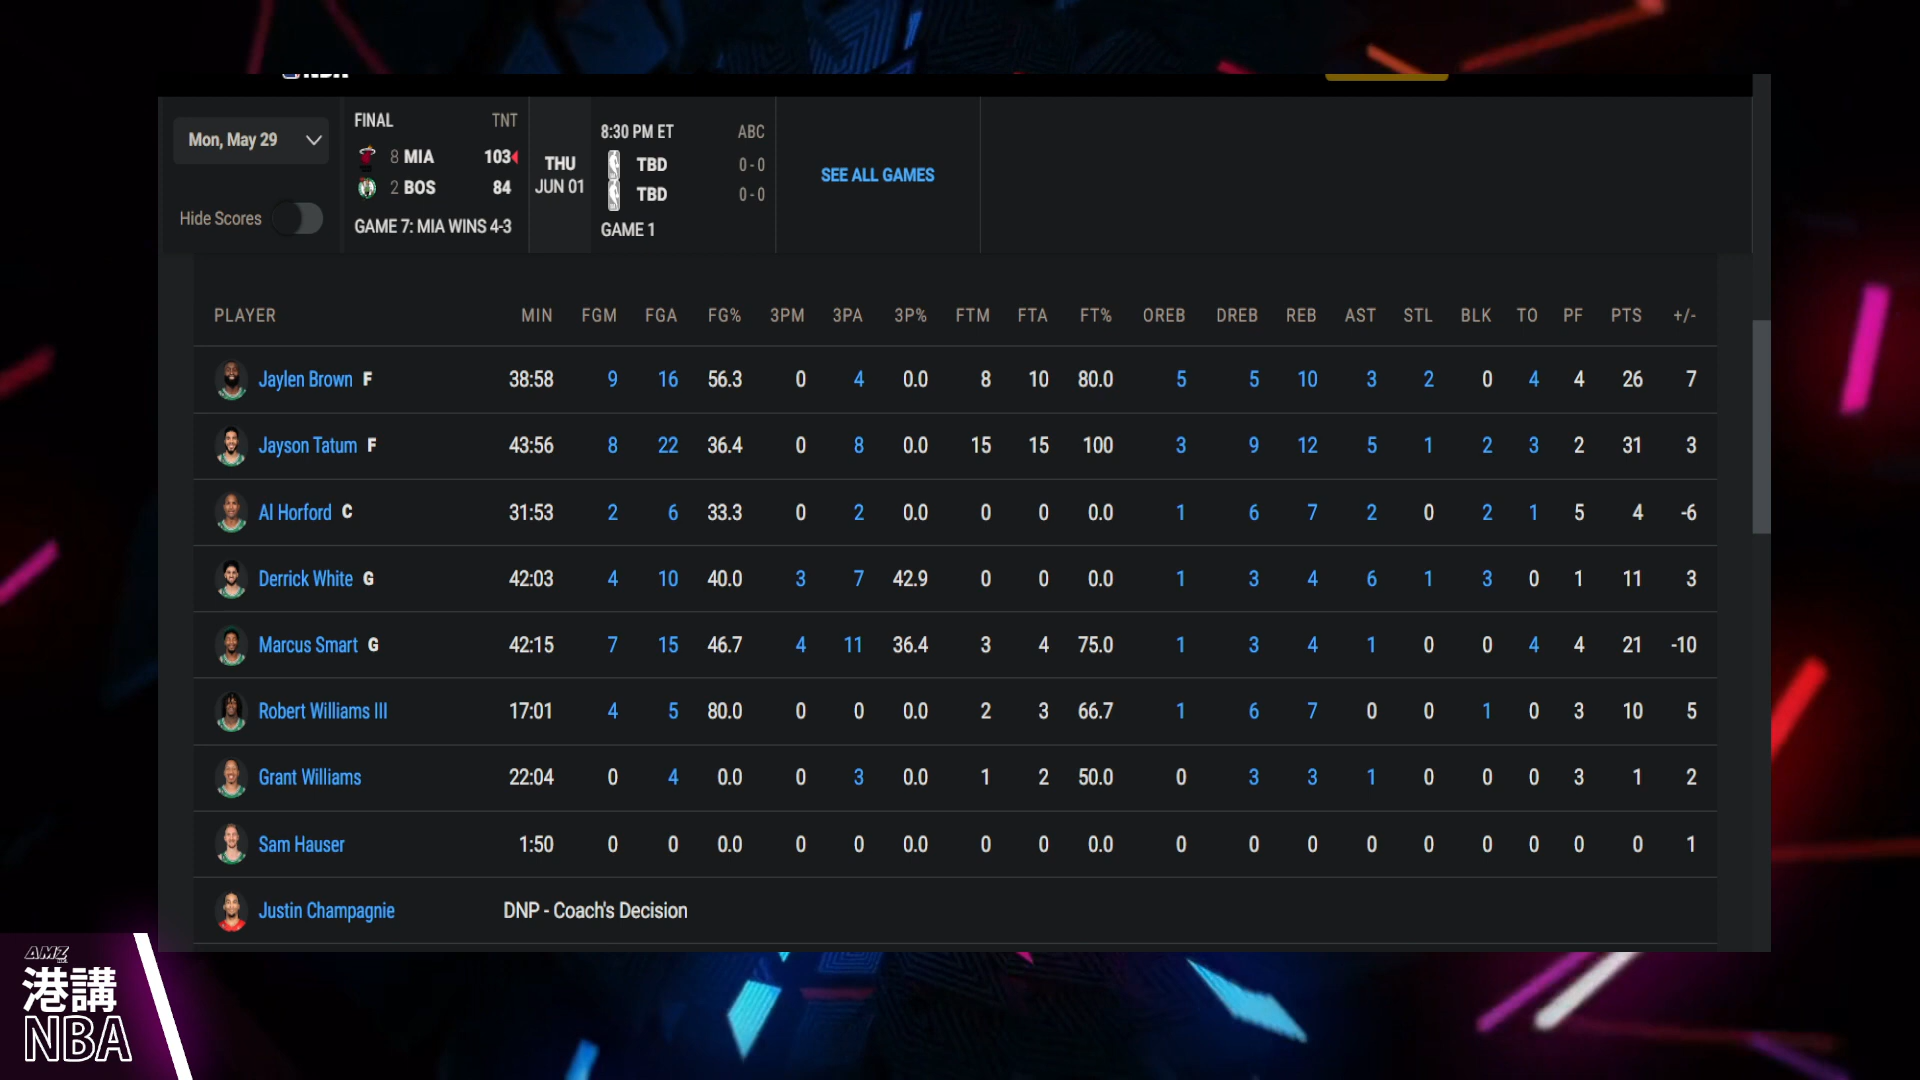 Mon, May 29
Hide Scores
FINAL TNT
8 MIA 103
2 BOS 84
GAME 7: MIA WINS 4-3
THU
JUN 01
8:30 PM ET ABC
TBD 0-0
TBD 0-0
GAME 1
SEE ALL GAMES
PLAYER MIN FGM FGA FG% 3PM 3PA 3P% FTM FTA FT% OREB DREB REB AST STL BLK TO PF PTS +/-
Jaylen Brown F 38:58 9 16 56.3 0 4 0.0 8 10 80.0 5 5 10 3 2 0 4 4 26 7
Jayson Tatum F 43:56 8 22 36.4 0 8 0.0 15 15 100 3 9 12 5 1 2 3 2 31 3
Al Horford C 31:53 2 6 33.3 0 2 0.0 0 0 0.0 1 6 7 2 0 2 1 5 4 -6
Derrick White G 42:03 4 10 40.0 3 7 42.9 0 0 0.0 1 3 4 6 1 3 0 1 11 3
Marcus Smart G 42:15 7 15 46.7 4 11 36.4 3 4 75.0 1 3 4 1 0 0 4 4 21 -10
Robert Williams III 17:01 4 5 80.0 0 0 0.0 2 3 66.7 1 6 7 0 0 1 0 3 10 5
Grant Williams 22:04 0 4 0.0 0 3 0.0 1 2 50.0 0 3 3 1 0 0 0 3 1 2
Sam Hauser 1:50 0 0 0.0 0 0 0.0 0 0 0.0 0 0 0 0 0 0 0 0 0 1
Justin Champagnie DNP - Coach's Decision
AMZ
港講
NBA